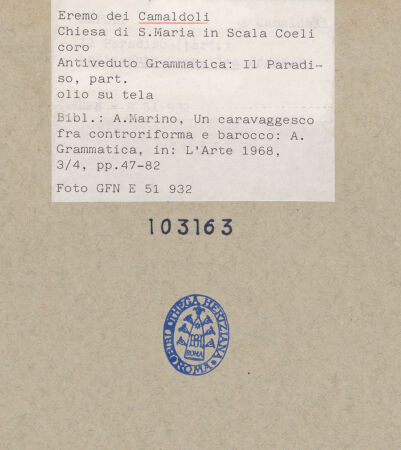 Eremo dei Camaldoli
Chiesa di S.Maria in Scala Coeli
coro
Antiveduto Grammatica: Il Paradi-
so, part.
olio su tela
Bibl.: A.Marino, Un caravaggesco
fra controriforma e barocco: A.
Grammatica, in: L'Arte 1968,
3/4, pp.47-82
Foto GFN E 51 932
103163
BIBLIOTHECA HERTZIANA
BH
ROMA
ROMA